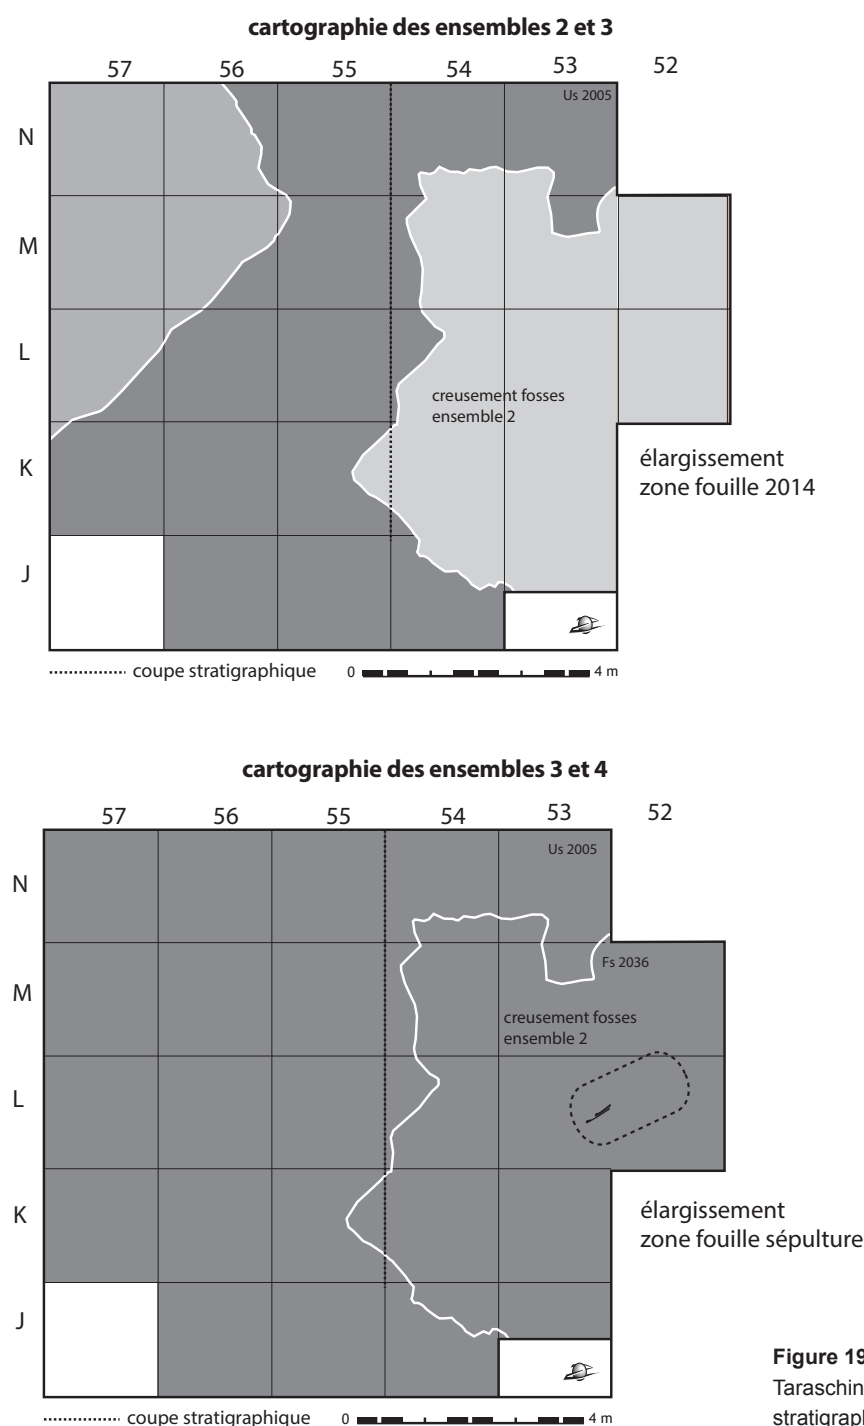 cartographie des ensembles 2 et 3
57 56 55 54 53 52
Us 2005
N
M
L
creusement fosses
ensemble 2
K
élargissement
zone fouille 2014
J
coupe stratigraphique 0 4 m
cartographie des ensembles 3 et 4
57 56 55 54 53 52
Us 2005
N
Fs 2036
M
creusement fosses
ensemble 2
L
K
élargissement
zone fouille sépulture
J
Figure 19
Taraschin
stratigraph
coupe stratigraphique 0 4 m